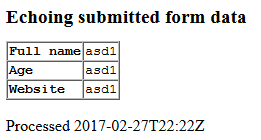 Echoing submitted form data
Full name asd1
Age asd1
Website asd1
Processed 2017-02-27T22:22Z